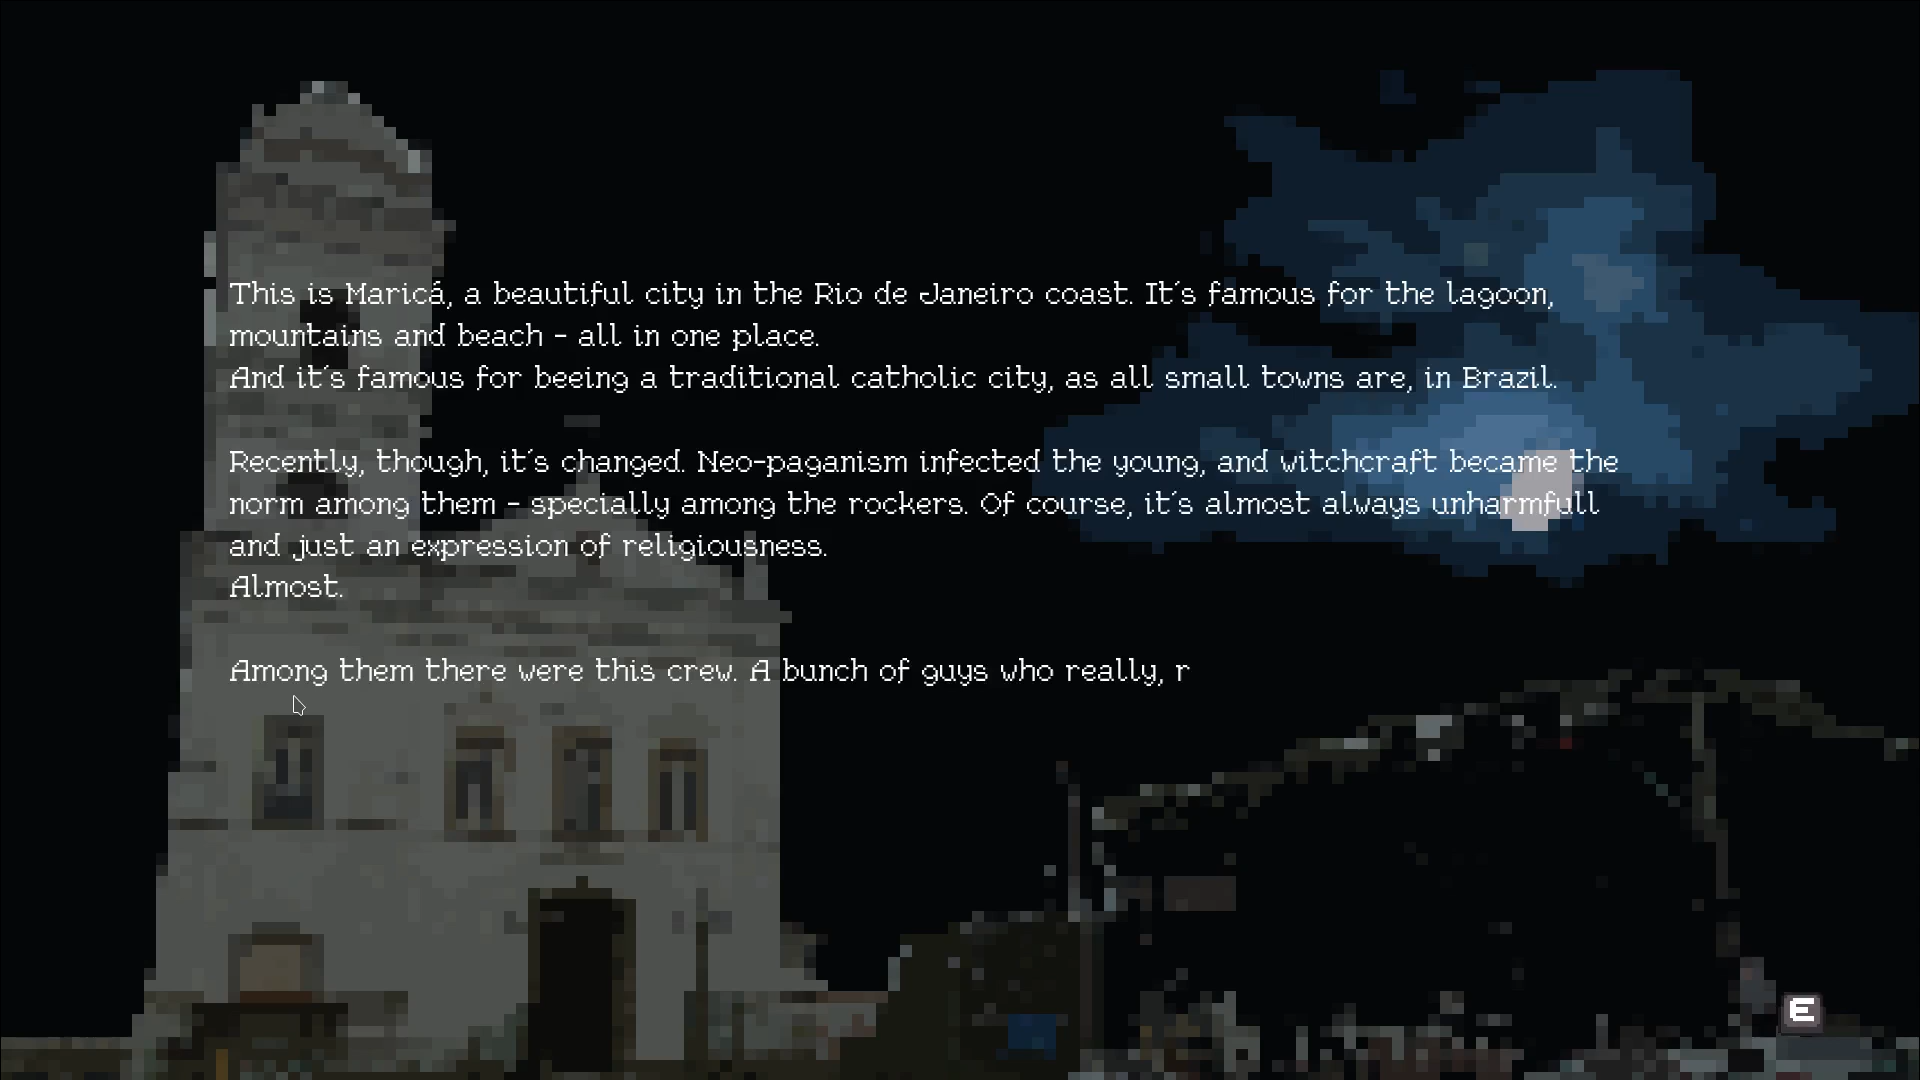 This is Maricá, a beautiful city in the Rio de Janeiro coast. It's famous for the lagoon,
mountains and beach - all in one place.
And it's famous for beeing a traditional catholic city, as all small towns are, in Brazil.
Recently, though, it's changed. Neo-paganism infected the young, and witchcraft became the
norm among them - specially among the rockers. Of course, it's almost always unharmfull
and just an expression of religiousness.
Almost.
Among them there were this crew. A bunch of guys who really, r
E